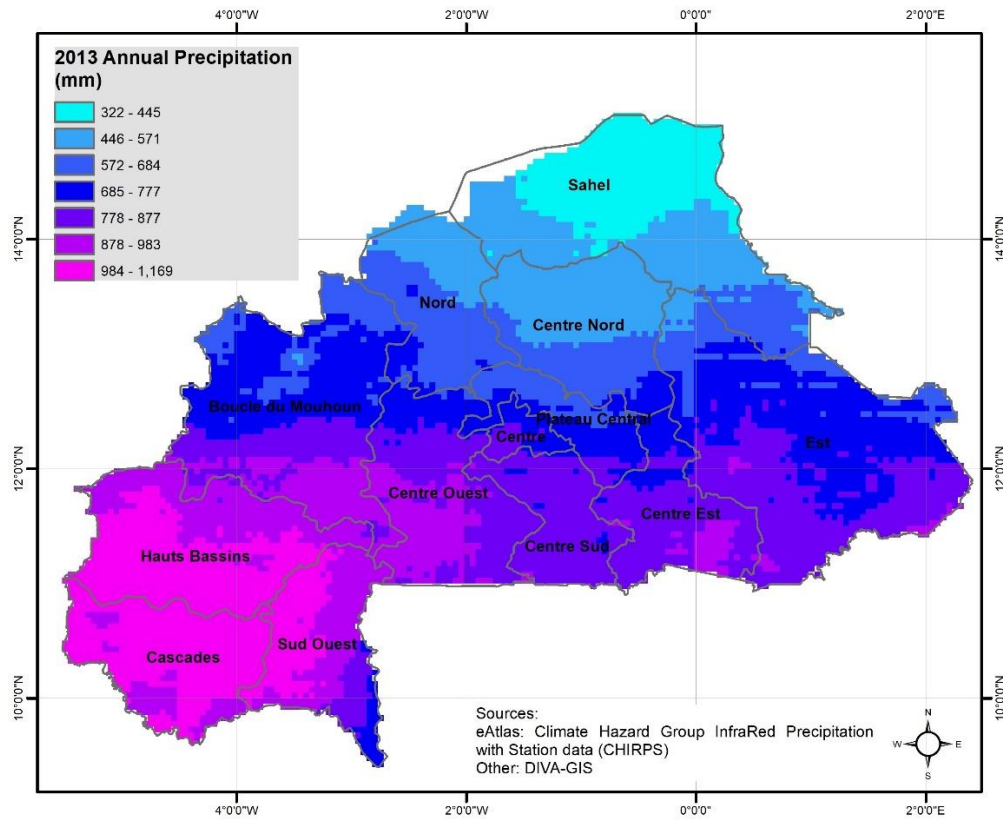 4°0'0"W 2°0'0"W 0°0'0" 2°0'0"E
2013 Annual Precipitation
(mm)
322 - 445
446 - 571
572 - 684
685 - 777
778 - 877
878 - 983
984 - 1,169
Sahel
14°0'0"N 14°0'0"N
Nord
Centre Nord
Boucle du Mouhoun
Plateau Central
Centre
Est
12°0'0"N 12°0'0"N
Centre Ouest
Centre Est
Centre Sud
Hauts Bassins
Sud Ouest
Cascades
10°0'0"N 10°0'0"N
Sources:
eAtlas: Climate Hazard Group InfraRed Precipitation
with Station data (CHIRPS)
Other: DIVA-GIS
N
W E
S
4°0'0"W 2°0'0"W 0°0'0" 2°0'0"E